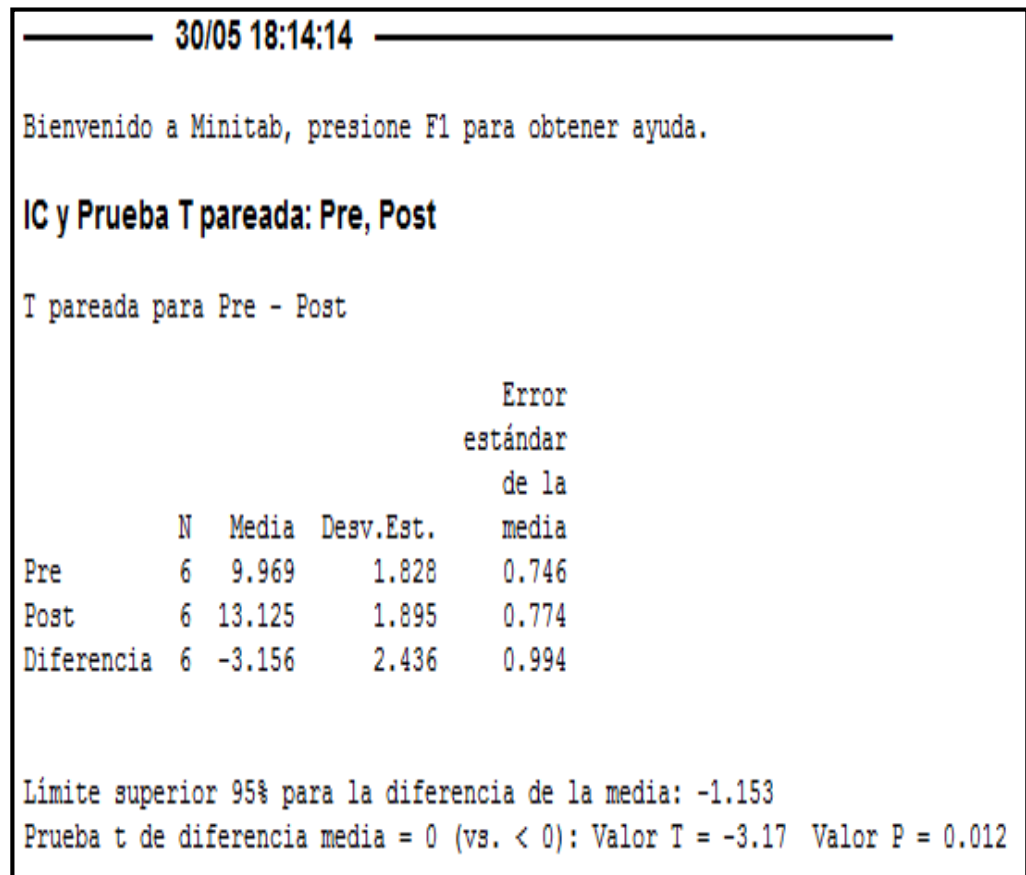 30/05 18:14:14
Bienvenido a Minitab, presione F1 para obtener ayuda.
IC y Prueba T pareada: Pre, Post
T pareada para Pre - Post
Error
estándar
de la
N Media Desv.Est. media
Pre 6 9.969 1.828 0.746
Post 6 13.125 1.895 0.774
Diferencia 6 -3.156 2.436 0.994
Límite superior 95% para la diferencia de la media: -1.153
Prueba t de diferencia media = 0 (vs. < 0): Valor T = -3.17 Valor P = 0.012